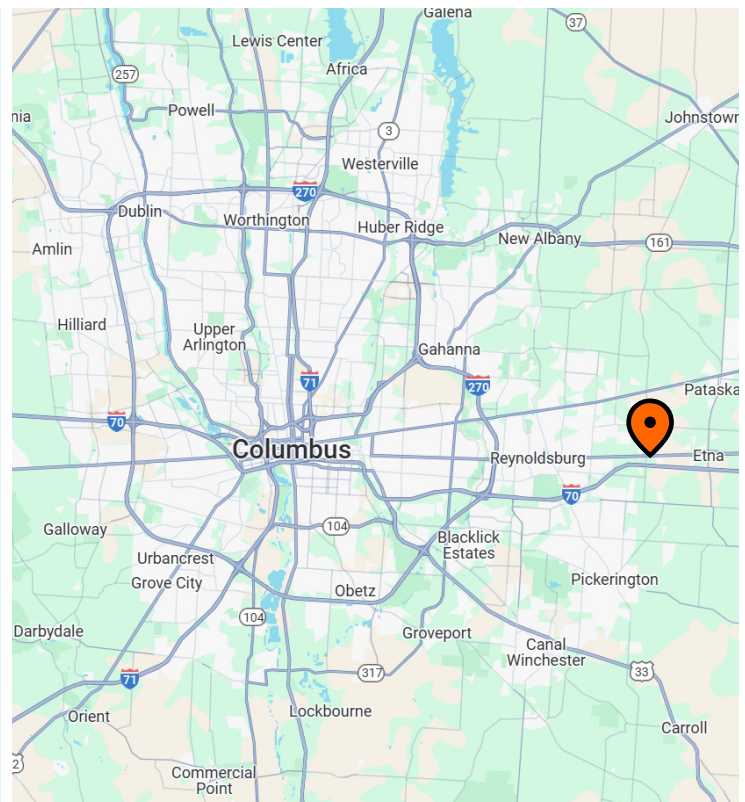 Galena
37
Lewis Center
Africa
257
Powell
nia
Johnstown
3
Westerville
270
Dublin
Worthington
Huber Ridge
New Albany
161
Amlin
Hilliard
Upper
Arlington
Gahanna
71
270
Pataska
70
Columbus
Reynoldsburg
Etna
70
104
Galloway
Blacklick
Estates
Urbancrest
Grove City
Obetz
Pickerington
104
Groveport
Darbydale
Canal
Winchester
317
33
71
Lockbourne
Orient
Carroll
2
Commercial
Point